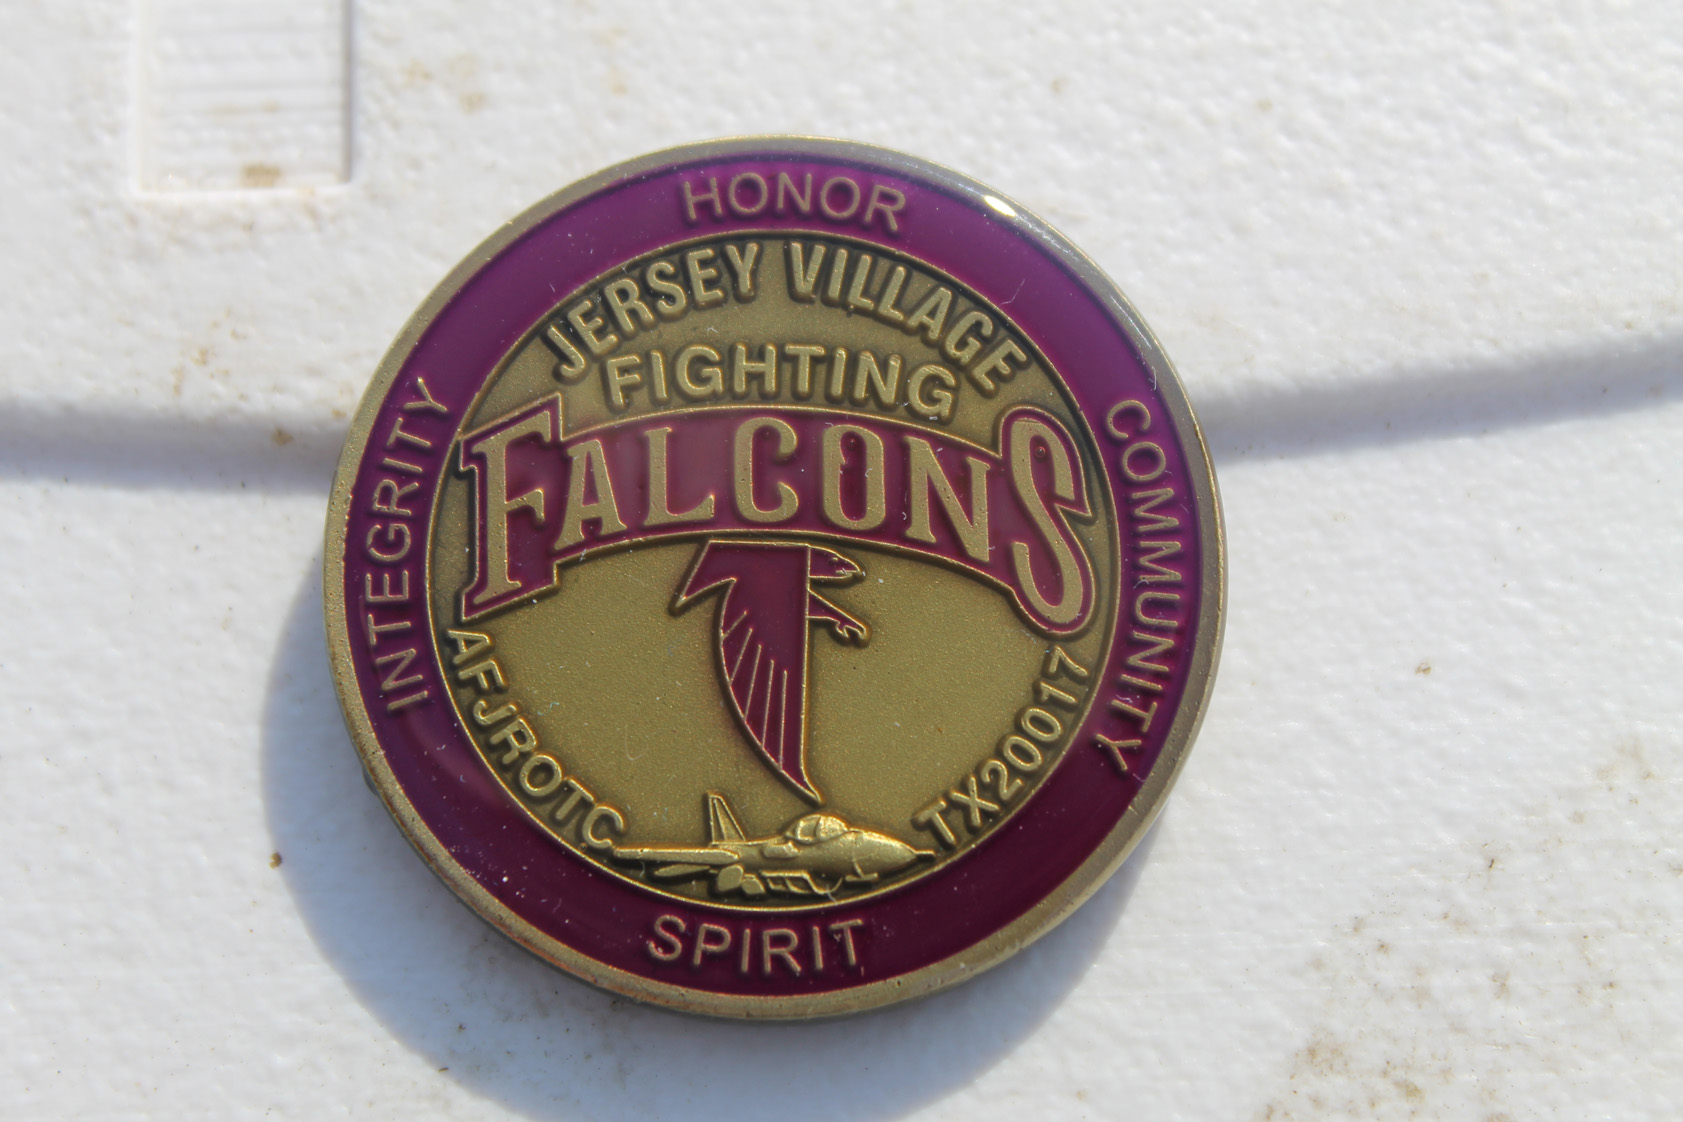 HONOR
JERSEY VILLAGE
FIGHTING
FALCONS
INTEGRITY
COMMUNITY
AFJROTC
TX20017
SPIRIT